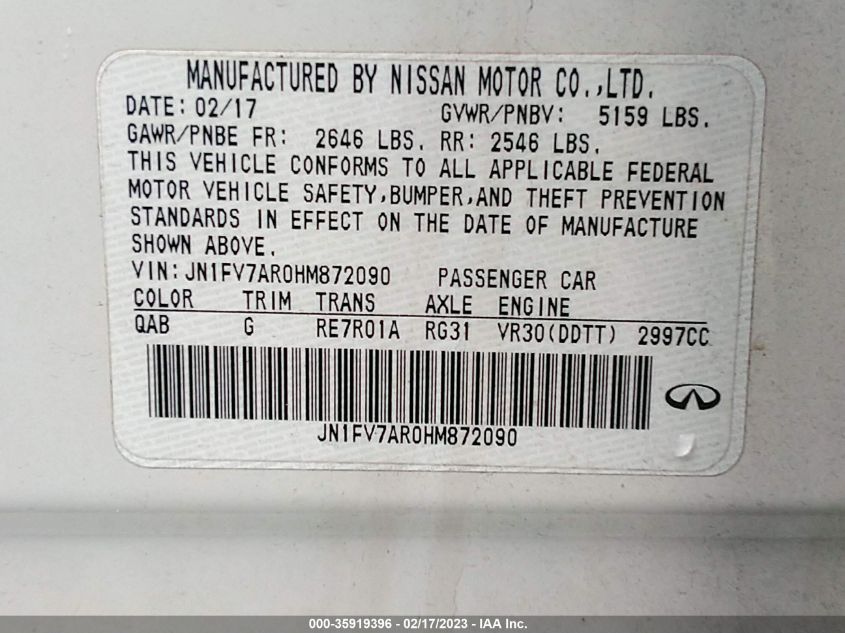 MANUFACTURED BY NISSAN MOTOR CO.,LTD.
DATE: 02/17 GVWR/PNBV: 5159 LBS.
GAWR/PNBE FR: 2646 LBS. RR: 2546 LBS.
THIS VEHICLE CONFORMS TO ALL APPLICABLE FEDERAL
MOTOR VEHICLE SAFETY,BUMPER,AND THEFT PREVENTION
STANDARDS IN EFFECT ON THE DATE OF MANUFACTURE
SHOWN ABOVE.
VIN:JN1FV7AR0HM872090 PASSENGER CAR
COLOR TRIM TRANS AXLE ENGINE
QAB G RE7R01A RG31 VR30(DDTT) 2997CC
JN1FV7AR0HM872090
000-35919396 - 02/17/2023 - IAA Inc.